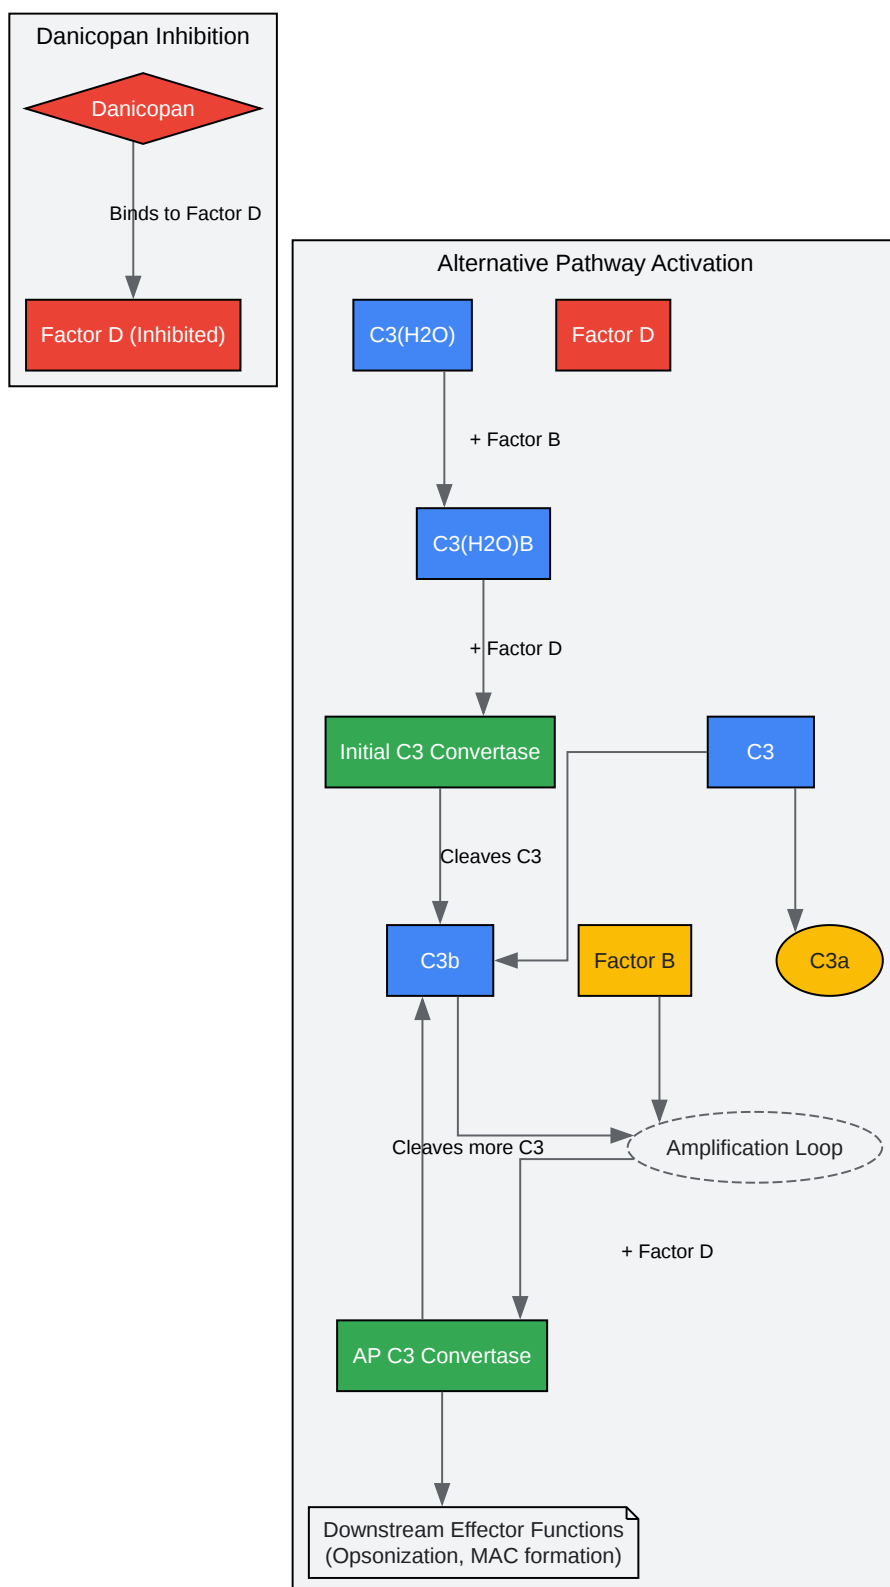 Danicopan Inhibition
Danicopan
Binds to Factor D
Factor D (Inhibited)
Alternative Pathway Activation
C3(H2O)
Factor D
+ Factor B
C3(H2O)B
+ Factor D
Initial C3 Convertase
C3
Cleaves C3
C3b
Factor B
C3a
Cleaves more C3
Amplification Loop
+ Factor D
AP C3 Convertase
Downstream Effector Functions
(Opsonization, MAC formation)